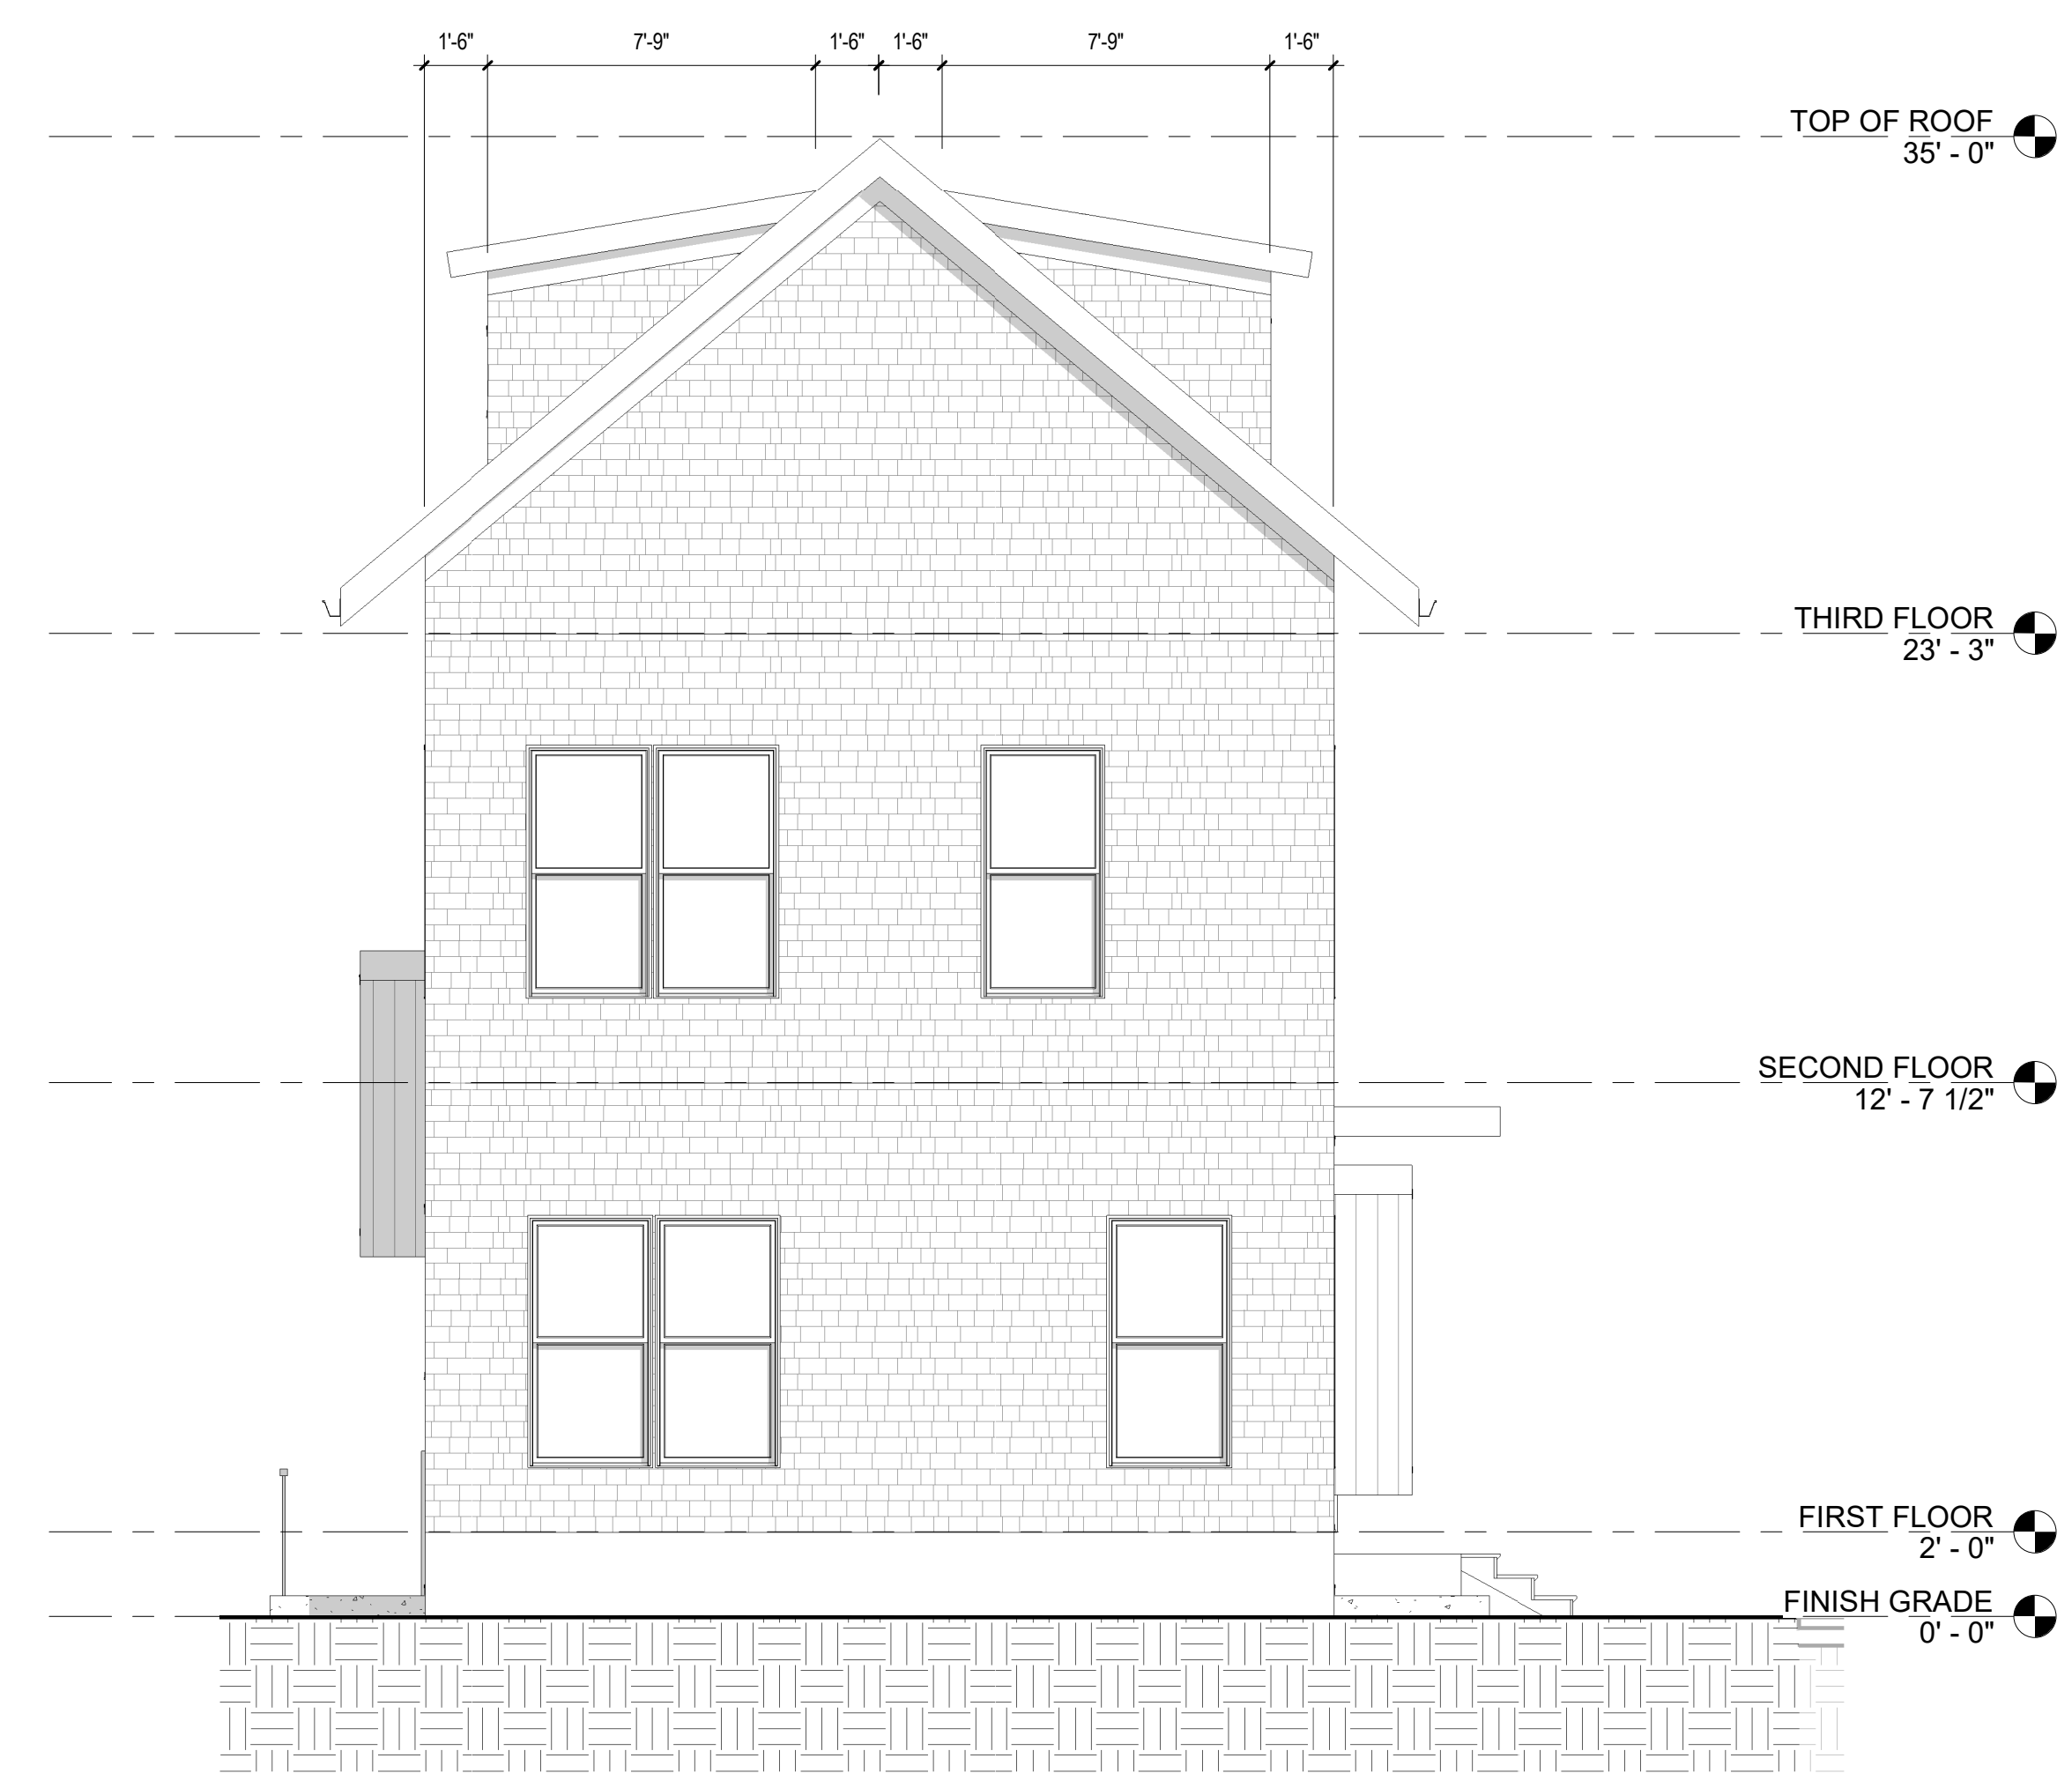 1'-6" 7'-9" 1'-6" 1'-6" 7'-9" 1'-6"
TOP OF ROOF
35' - 0"
THIRD FLOOR
23' - 3"
SECOND FLOOR
12' - 7 1/2"
FIRST FLOOR
2' - 0"
FINISH GRADE
0' - 0"